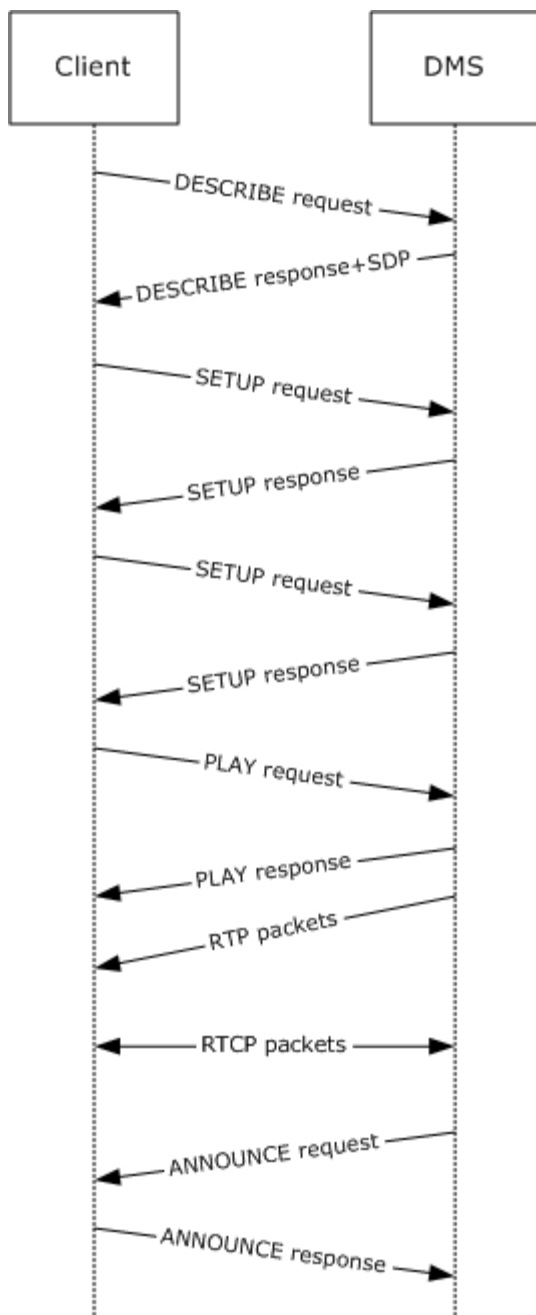 Client
DMS
DESCRIBE request
DESCRIBE response+SDP
SETUP request
SETUP response
SETUP request
SETUP response
PLAY request
PLAY response
RTP packets
RTCP packets
ANNOUNCE request
ANNOUNCE response